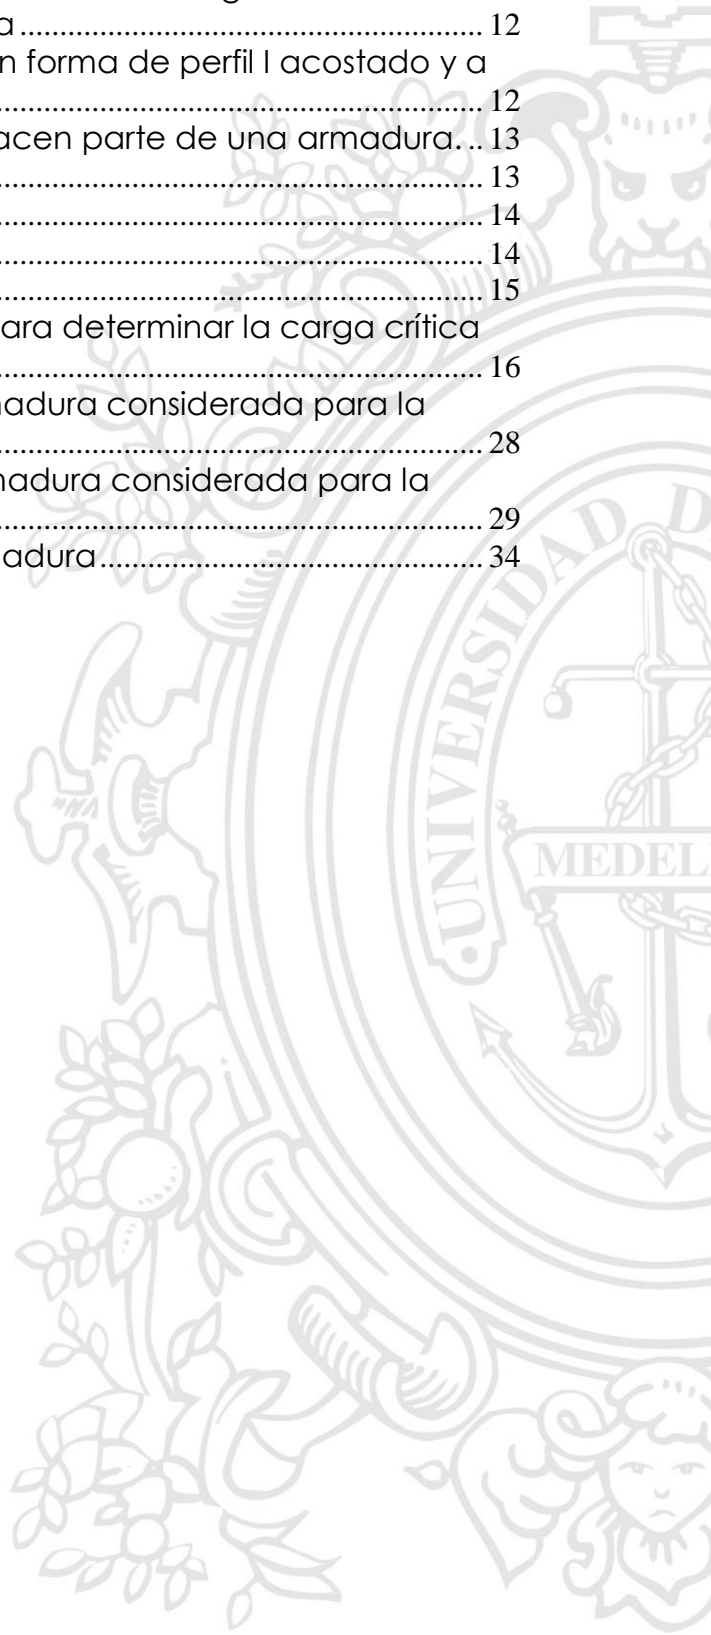 a ........ 12
n forma de perfil I acostado y a
........ 12
acen parte de una armadura. .. 13
........ 13
........ 14
........ 14
........ 15
ara determinar la carga crítica
........ 16
nadura considerada para la
........ 28
nadura considerada para la
........ 29
adura ........ 34
UNIVERSIDAD D
MEDEL